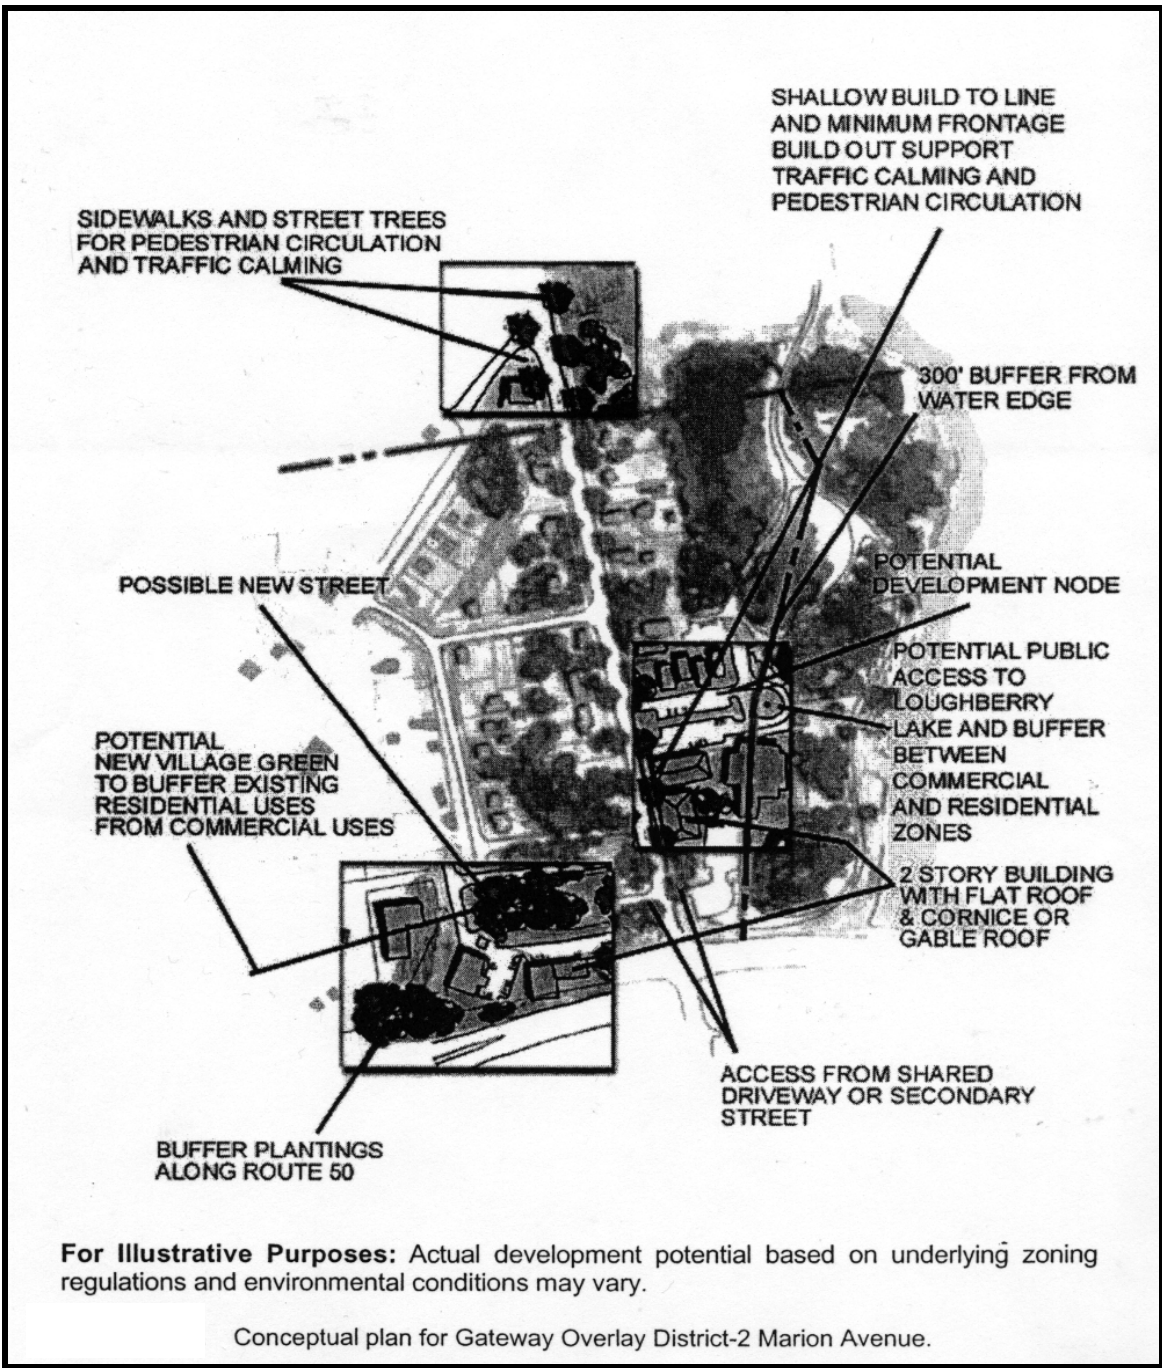 SHALLOW BUILD TO LINE
AND MINIMUM FRONTAGE
BUILD OUT SUPPORT
TRAFFIC CALMING AND
PEDESTRIAN CIRCULATION
SIDEWALKS AND STREET TREES
FOR PEDESTRIAN CIRCULATION
AND TRAFFIC CALMING
300' BUFFER FROM
WATER EDGE
POTENTIAL
DEVELOPMENT NODE
POSSIBLE NEW STREET
POTENTIAL PUBLIC
ACCESS TO
LOUGHBERRY
LAKE AND BUFFER
BETWEEN
COMMERCIAL
AND RESIDENTIAL
ZONES
POTENTIAL
NEW VILLAGE GREEN
TO BUFFER EXISTING
RESIDENTIAL USES
FROM COMMERCIAL USES
2 STORY BUILDING
WITH FLAT ROOF
& CORNICE OR
GABLE ROOF
ACCESS FROM SHARED
DRIVEWAY OR SECONDARY
STREET
BUFFER PLANTINGS
ALONG ROUTE 50
For Illustrative Purposes: Actual development potential based on underlying zoning
regulations and environmental conditions may vary.
Conceptual plan for Gateway Overlay District-2 Marion Avenue.